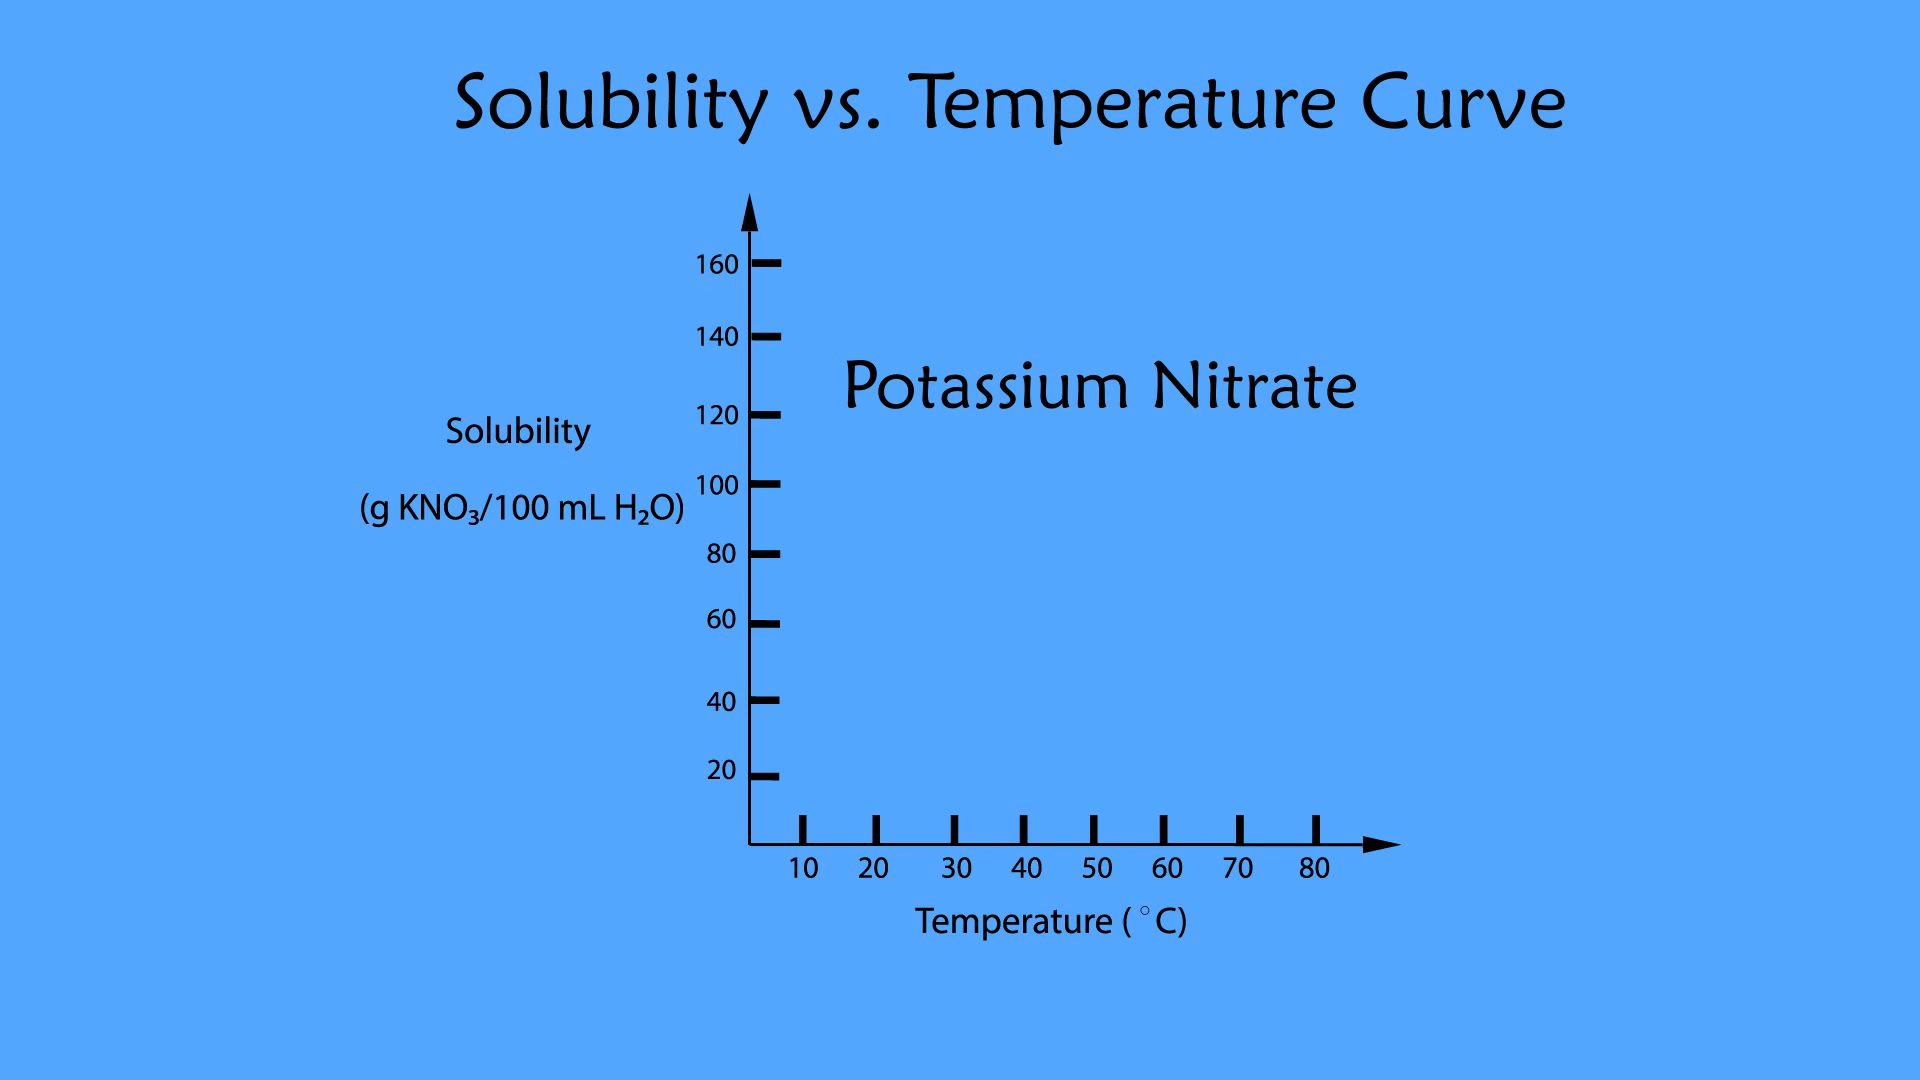 Solubility vs. Temperature Curve
160
140
Potassium Nitrate
120
Solubility
100
(g KNO₃/100 mL H₂O)
80
60
40
20
10 20 30 40 50 60 70 80
Temperature (°C)